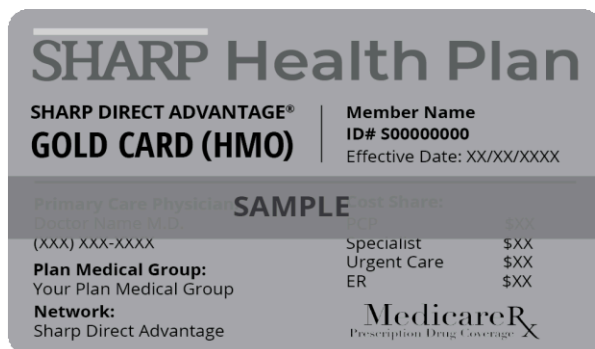 SHARP Health Plan
SHARP DIRECT ADVANTAGE®
GOLD CARD (HMO)
Member Name
ID# S00000000
Effective Date: XX/XX/XXXX
SAMPLE
Primary Care Physician:
Doctor Name M.D.
(XXX) XXX-XXXX
Plan Medical Group:
Your Plan Medical Group
Network:
Sharp Direct Advantage
Cost Share:
PCP $XX
Specialist $XX
Urgent Care $XX
ER $XX
MedicareRx
Prescription Drug Coverage